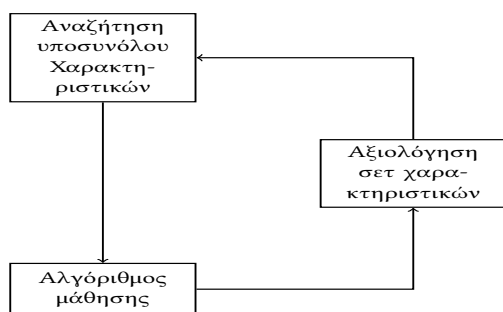 Αναζήτηση
υποσυνόλου
Χαρακτη-
ριστικών
Αξιολόγηση
σετ χαρα-
κτηριστικών
Αλγόριθμος
μάθησης